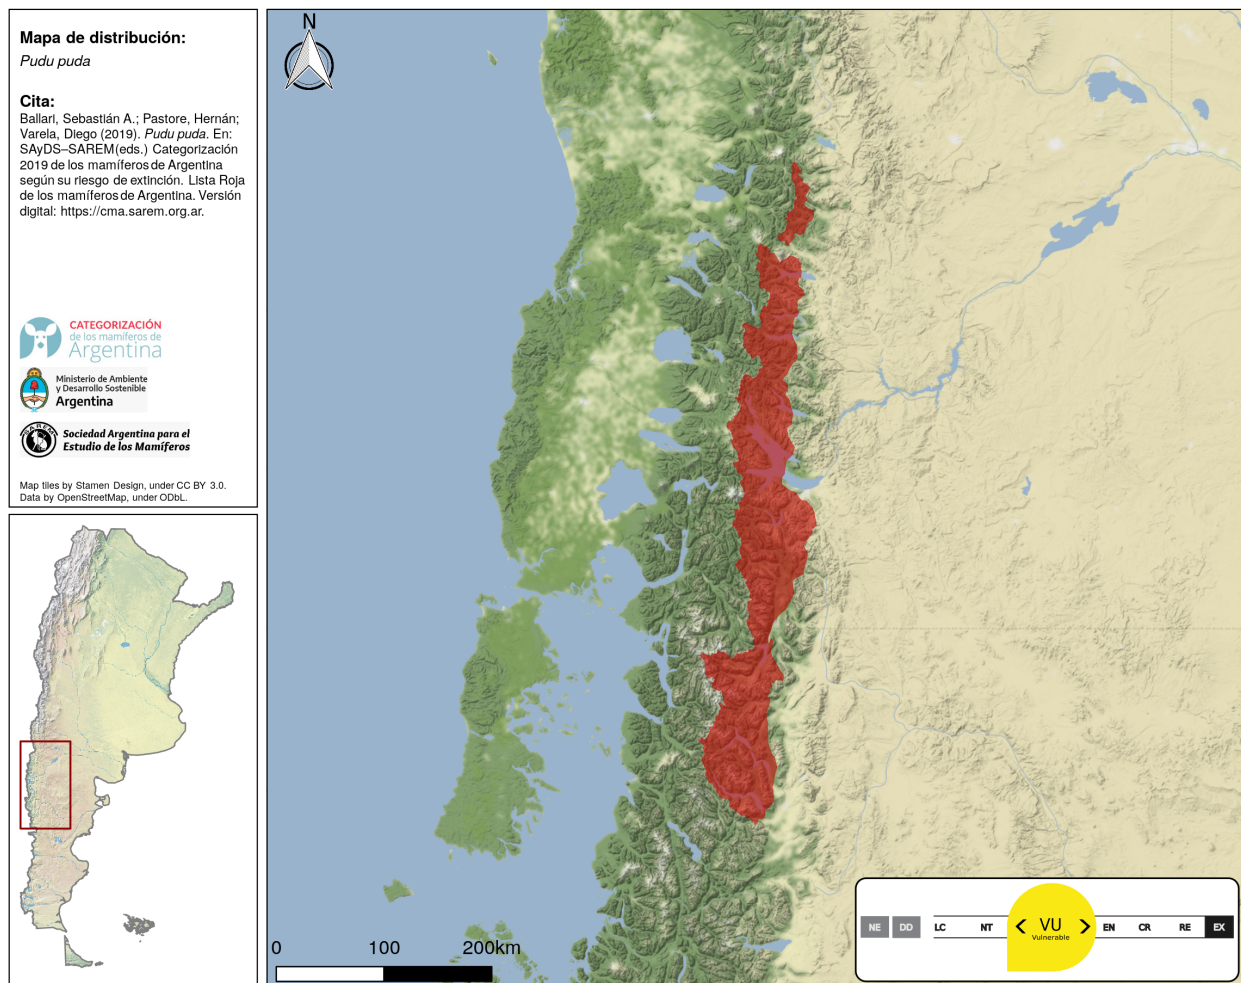 Mapa de distribución:
Pudu puda
Cita:
Ballari, Sebastián A.; Pastore, Hernán;
Varela, Diego (2019). Pudu puda. En:
SAyDS–SAREM(eds.) Categorización
2019 de los mamíferos de Argentina
según su riesgo de extinción. Lista Roja
de los mamíferos de Argentina. Versión
digital: https://cma.sarem.org.ar.
CATEGORIZACIÓN
de los mamíferos de
Argentina
Ministerio de Ambiente
y Desarrollo Sostenible
Argentina
SAREM
Sociedad Argentina para el
Estudio de los Mamíferos
Map tiles by Stamen Design, under CC BY 3.0.
Data by OpenStreetMap, under ODbL.
N
0 100 200km
NE DD LC NT < VU > EN CR RE EX
Vulnerable